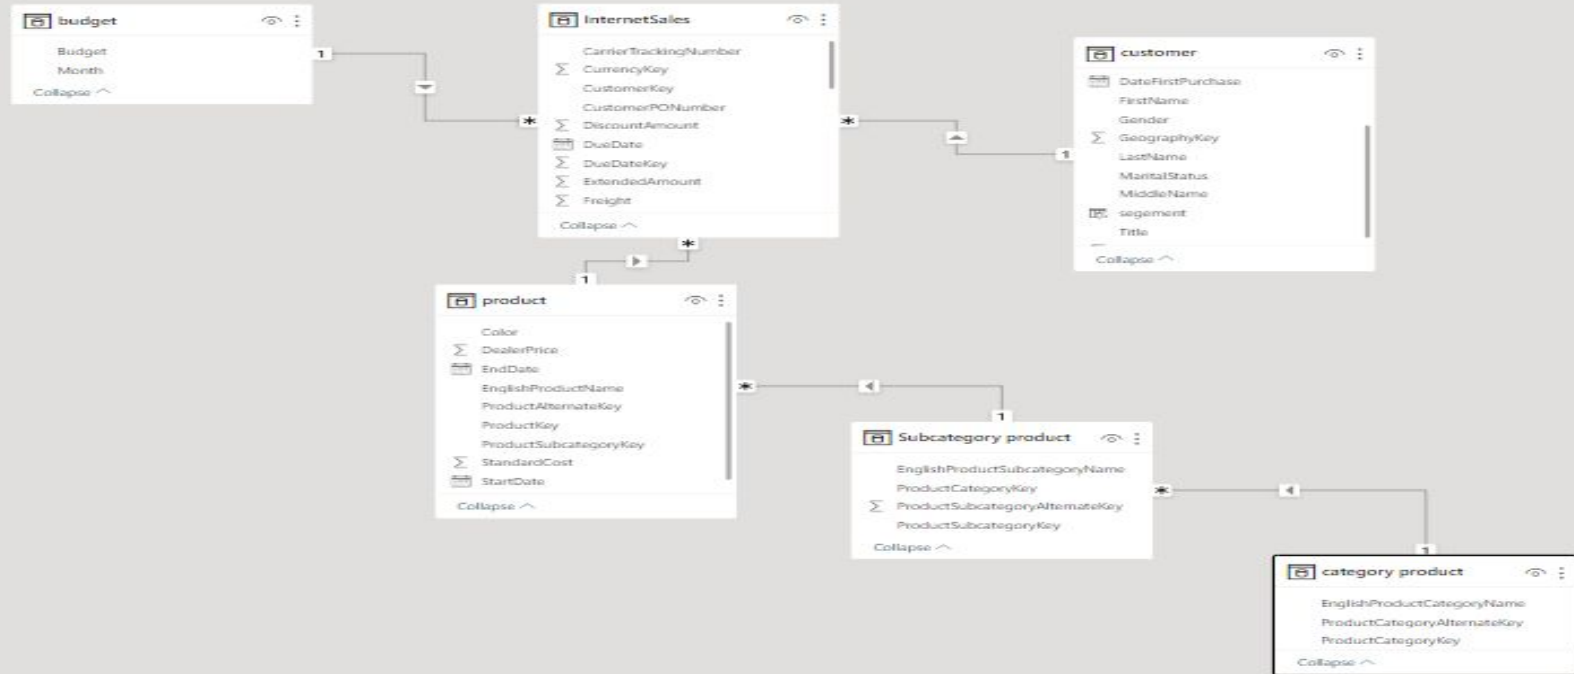 budget
Budget
Month
Collapse
1
*
InternetSales
CarrierTrackingNumber
CurrencyKey
CustomerKey
CustomerPONumber
DiscountAmount
DueDate
DueDateKey
ExtendedAmount
Freight
Collapse
*
1
customer
DateFirstPurchase
FirstName
Gender
GeographyKey
LastName
MaritalStatus
MiddleName
segement
Title
Collapse
*
1
product
Color
DealerPrice
EndDate
EnglishProductName
ProductAlternateKey
ProductKey
ProductSubcategoryKey
StandardCost
StartDate
Collapse
*
1
Subcategory product
EnglishProductSubcategoryName
ProductCategoryKey
ProductSubcategoryAlternateKey
ProductSubcategoryKey
Collapse
*
1
category product
EnglishProductCategoryName
ProductCategoryAlternateKey
ProductCategoryKey
Collapse